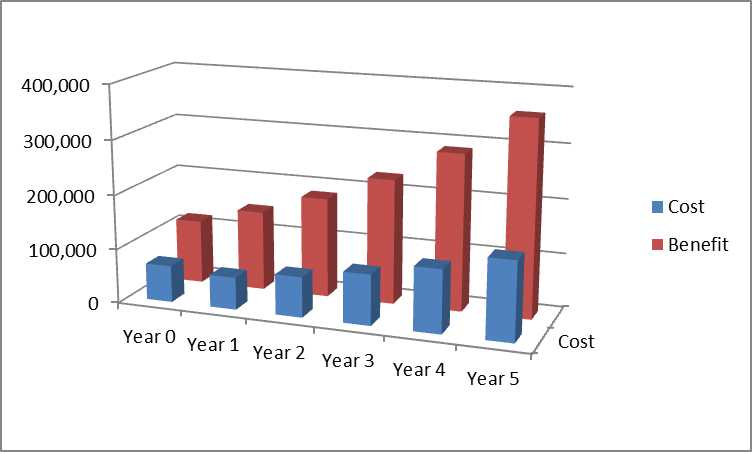 400,000
300,000
200,000
100,000
0
Year 0
Year 1
Year 2
Year 3
Year 4
Year 5
Cost
Cost
Benefit